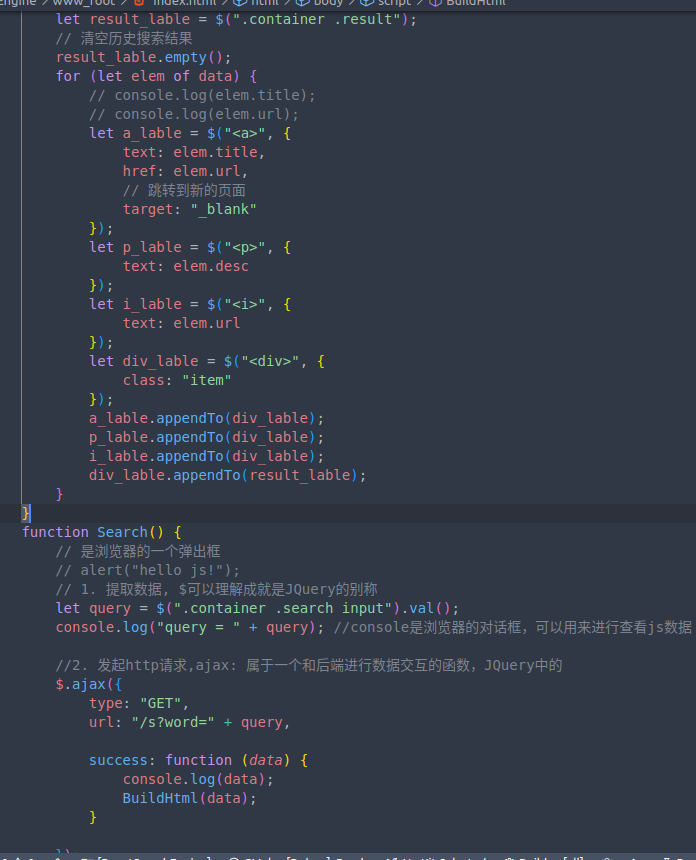 Engine > www_root > index.html > html > body > script > BuildHtml
let result_lable = $(".container .result");
// 清空历史搜索结果
result_lable.empty();
for (let elem of data) {
// console.log(elem.title);
// console.log(elem.url);
let a_lable = $("<a>", {
text: elem.title,
href: elem.url,
// 跳转到新的页面
target: "_blank"
});
let p_lable = $("<p>", {
text: elem.desc
});
let i_lable = $("<i>", {
text: elem.url
});
let div_lable = $("<div>", {
class: "item"
});
a_lable.appendTo(div_lable);
p_lable.appendTo(div_lable);
i_lable.appendTo(div_lable);
div_lable.appendTo(result_lable);
}
}
function Search() {
// 是浏览器的一个弹出框
// alert("hello js!");
// 1. 提取数据, $可以理解成就是JQuery的别称
let query = $(".container .search input").val();
console.log("query = " + query); //console是浏览器的对话框，可以用来进行查看js数据
//2. 发起http请求,ajax: 属于一个和后端进行数据交互的函数，JQuery中的
$.ajax({
type: "GET",
url: "/s?word=" + query,
success: function (data) {
console.log(data);
BuildHtml(data);
}
});